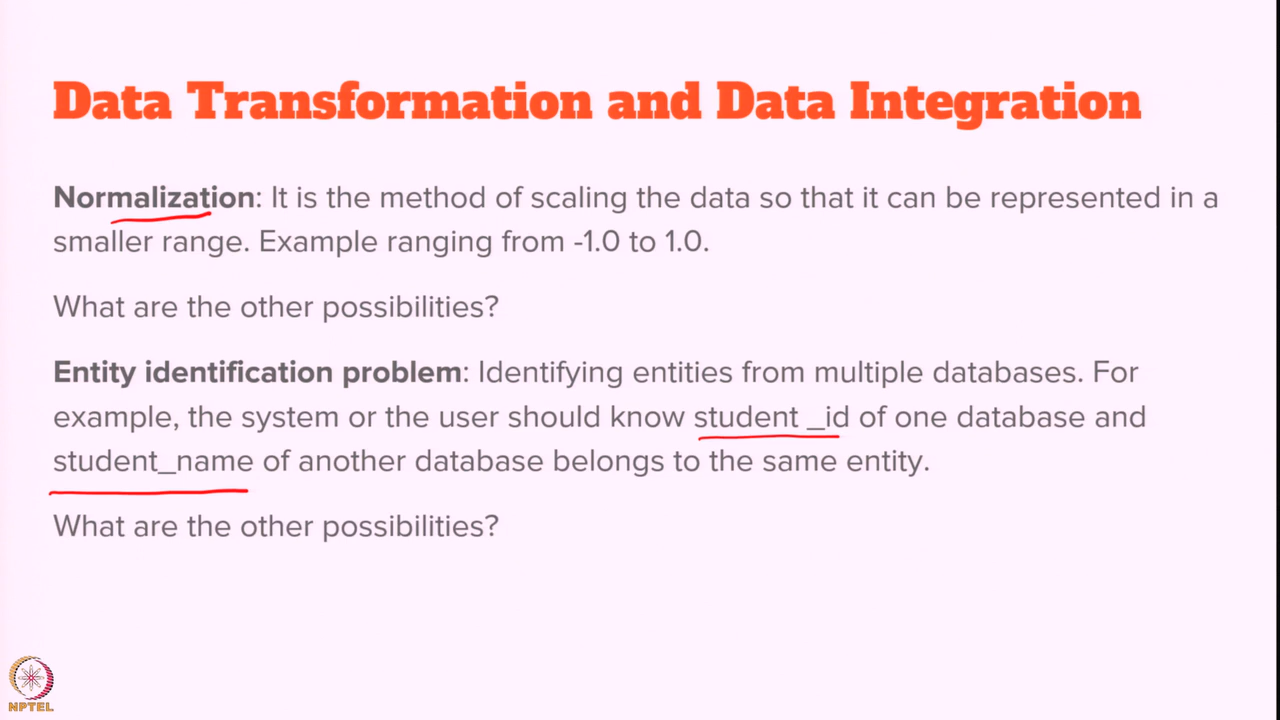 Data Transformation and Data Integration
Normalization: It is the method of scaling the data so that it can be represented in a
smaller range. Example ranging from -1.0 to 1.0.
What are the other possibilities?
Entity identification problem: Identifying entities from multiple databases. For
example, the system or the user should know student _id of one database and
student_name of another database belongs to the same entity.
What are the other possibilities?
NPTEL